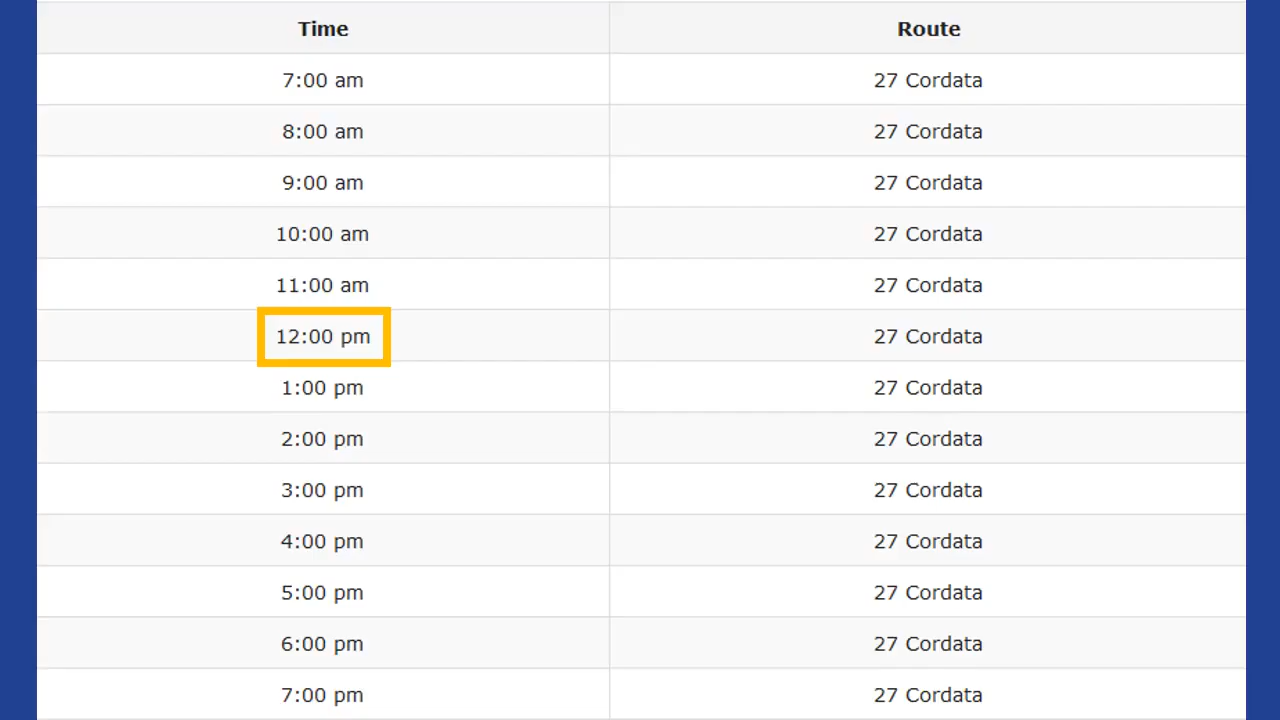 Time Route
7:00 am 27 Cordata
8:00 am 27 Cordata
9:00 am 27 Cordata
10:00 am 27 Cordata
11:00 am 27 Cordata
12:00 pm 27 Cordata
1:00 pm 27 Cordata
2:00 pm 27 Cordata
3:00 pm 27 Cordata
4:00 pm 27 Cordata
5:00 pm 27 Cordata
6:00 pm 27 Cordata
7:00 pm 27 Cordata